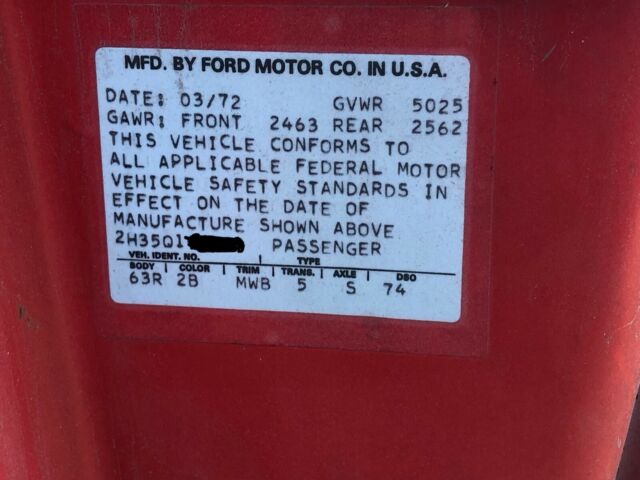 MFD. BY FORD MOTOR CO. IN U.S.A.
DATE: 03/72 GVWR 5025
GAWR: FRONT 2463 REAR 2562
THIS VEHICLE CONFORMS TO
ALL APPLICABLE FEDERAL MOTOR
VEHICLE SAFETY STANDARDS IN
EFFECT ON THE DATE OF
MANUFACTURE SHOWN ABOVE
2H35Q1 PASSENGER
VEH. IDENT. NO. TYPE
BODY COLOR TRIM TRANS. AXLE DSO
63R 2B MWB 5 S 74